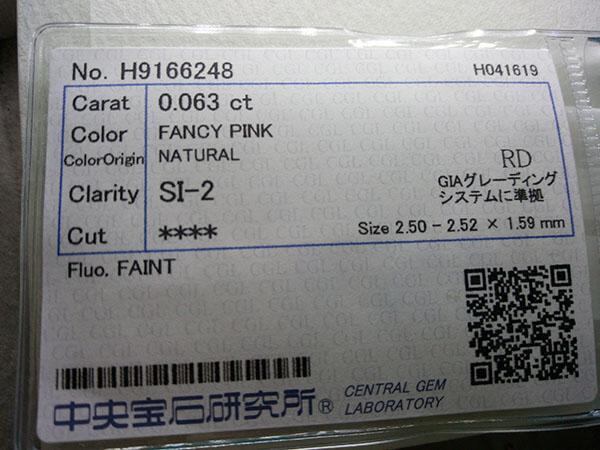 No. H9166248 H041619
Carat 0.063 ct
Color FANCY PINK
ColorOrigin NATURAL
RD
Clarity SI-2
GIAグレーディング
システムに準拠
Cut ****
Size 2.50 - 2.52 × 1.59 mm
Fluo. FAINT
中央宝石研究所® CENTRAL GEM
LABORATORY